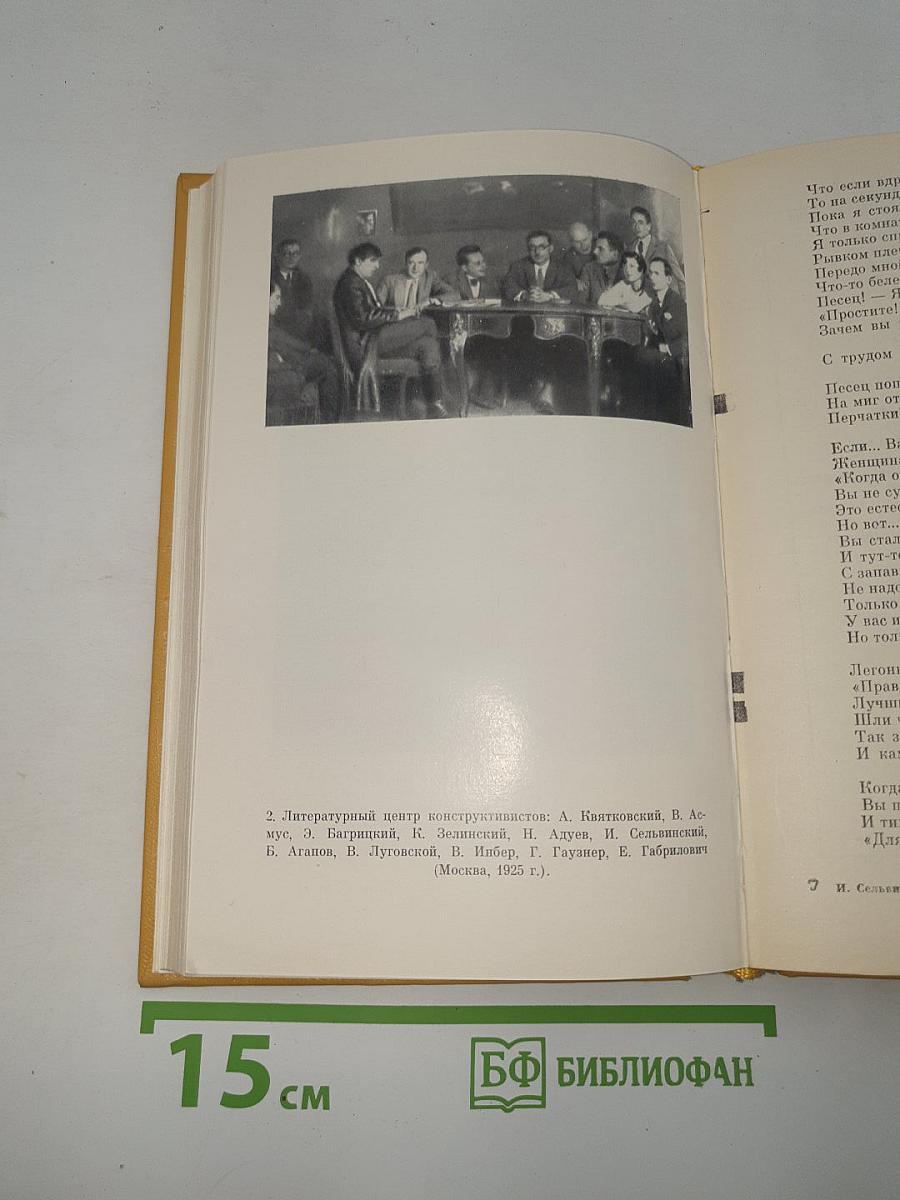 2. Литературный центр конструктивистов: А. Квятковский, В. Ас-
мус, Э. Багрицкий, К. Зелинский, Н. Адуев, И. Сельвинский,
Б. Агапов, В. Луговской, В. Инбер, Г. Гаузнер, Е. Габрилович
(Москва, 1925 г.).
Что если вдр
То на секунд
Пока я стоя
Что в комна
Я только сп
Рывком пле
Передо мно
Что-то беле
Песец! — Я
«Простите!
Зачем вы
С трудом
Песец поп
На миг от
Перчатки
Если... Ва
Женщина
«Когда о
Вы не су
Это есте
Но вот...
Вы стал
И тут-т
С запав
Не надо
Только
У вас и
Но тол
Легон
«Прав
Лучш
Шли ч
Так з
И ка
Когда
Вы п
И ти
«Для
7 И. Сельви
15 см
БФ БИБЛИОФАН